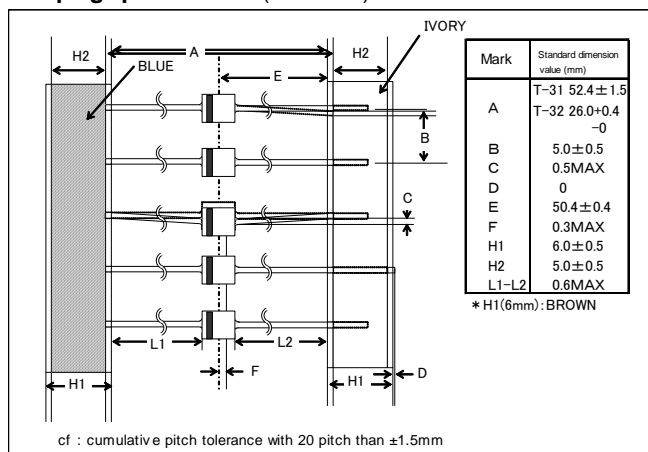 H2
A
H2
IVORY
BLUE
E
B
C
L1
L2
F
H1
H1
D
Mark
Standard dimension
value (mm)
A
T-31 52.4±1.5
T-32 26.0+0.4
-0
B 5.0±0.5
C 0.5MAX
D 0
E 50.4±0.4
F 0.3MAX
H1 6.0±0.5
H2 5.0±0.5
L1-L2 0.6MAX
*H1(6mm):BROWN
cf : cumulative pitch tolerance with 20 pitch than ±1.5mm